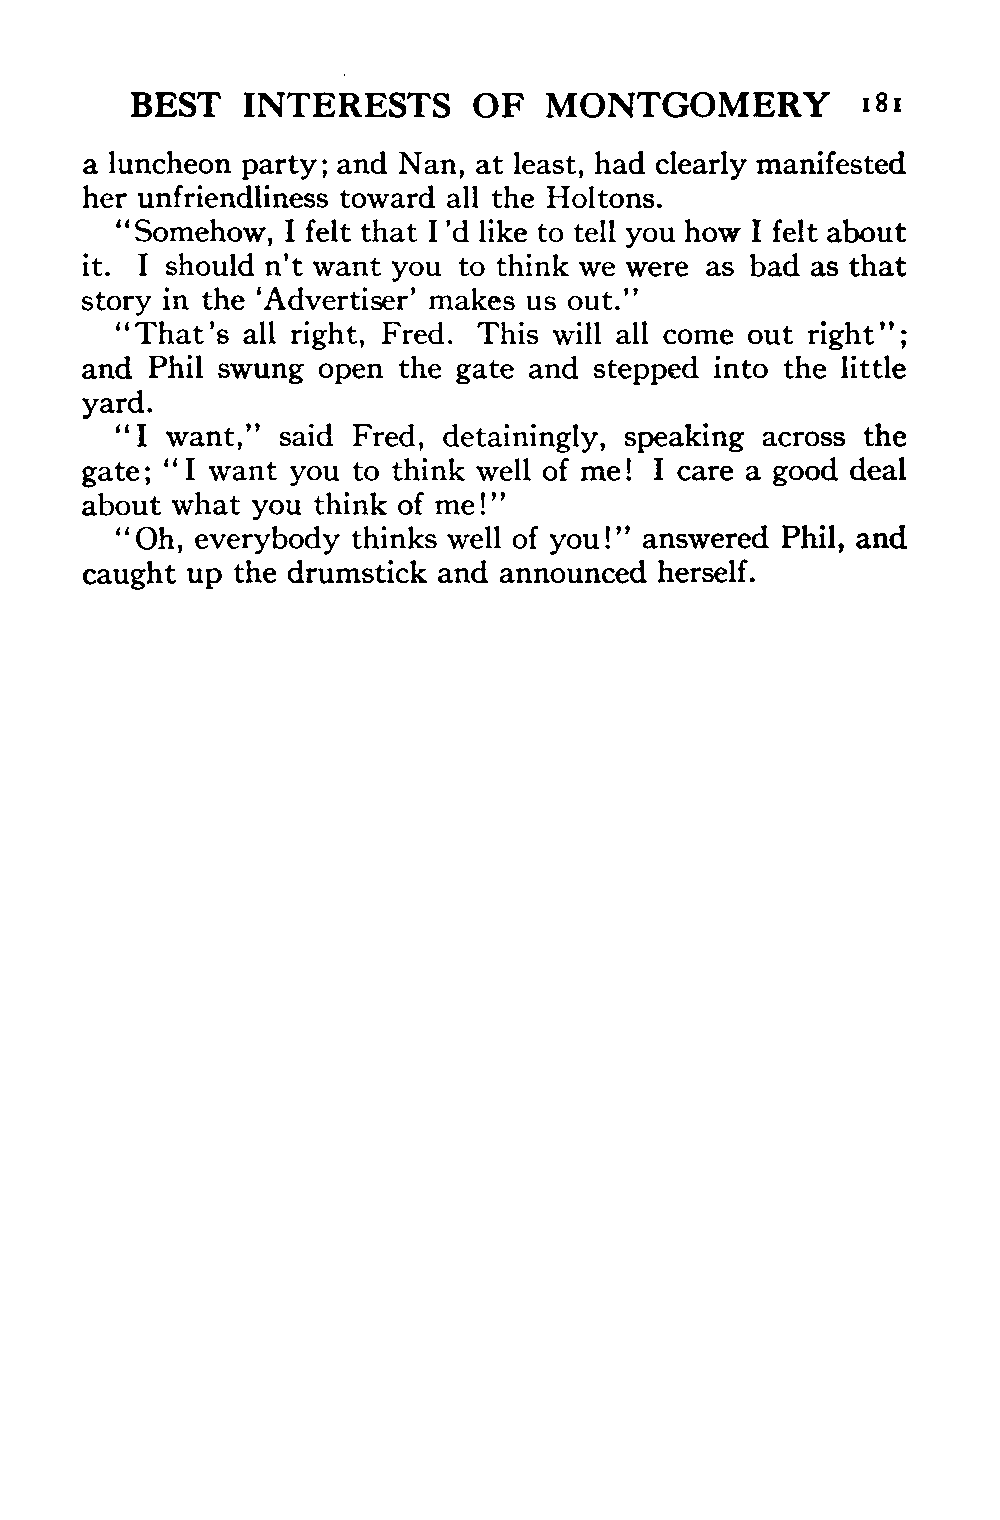 BEST INTERESTS OF MONTGOMERY 181
a luncheon party; and Nan, at least, had clearly manifested
her unfriendliness toward all the Holtons.
"Somehow, I felt that I 'd like to tell you how I felt about
it. I should n't want you to think we were as bad as that
story in the 'Advertiser' makes us out."
"That 's all right, Fred. This will all come out right";
and Phil swung open the gate and stepped into the little
yard.
"I want," said Fred, detainingly, speaking across the
gate; "I want you to think well of me! I care a good deal
about what you think of me!"
"Oh, everybody thinks well of you!" answered Phil, and
caught up the drumstick and announced herself.